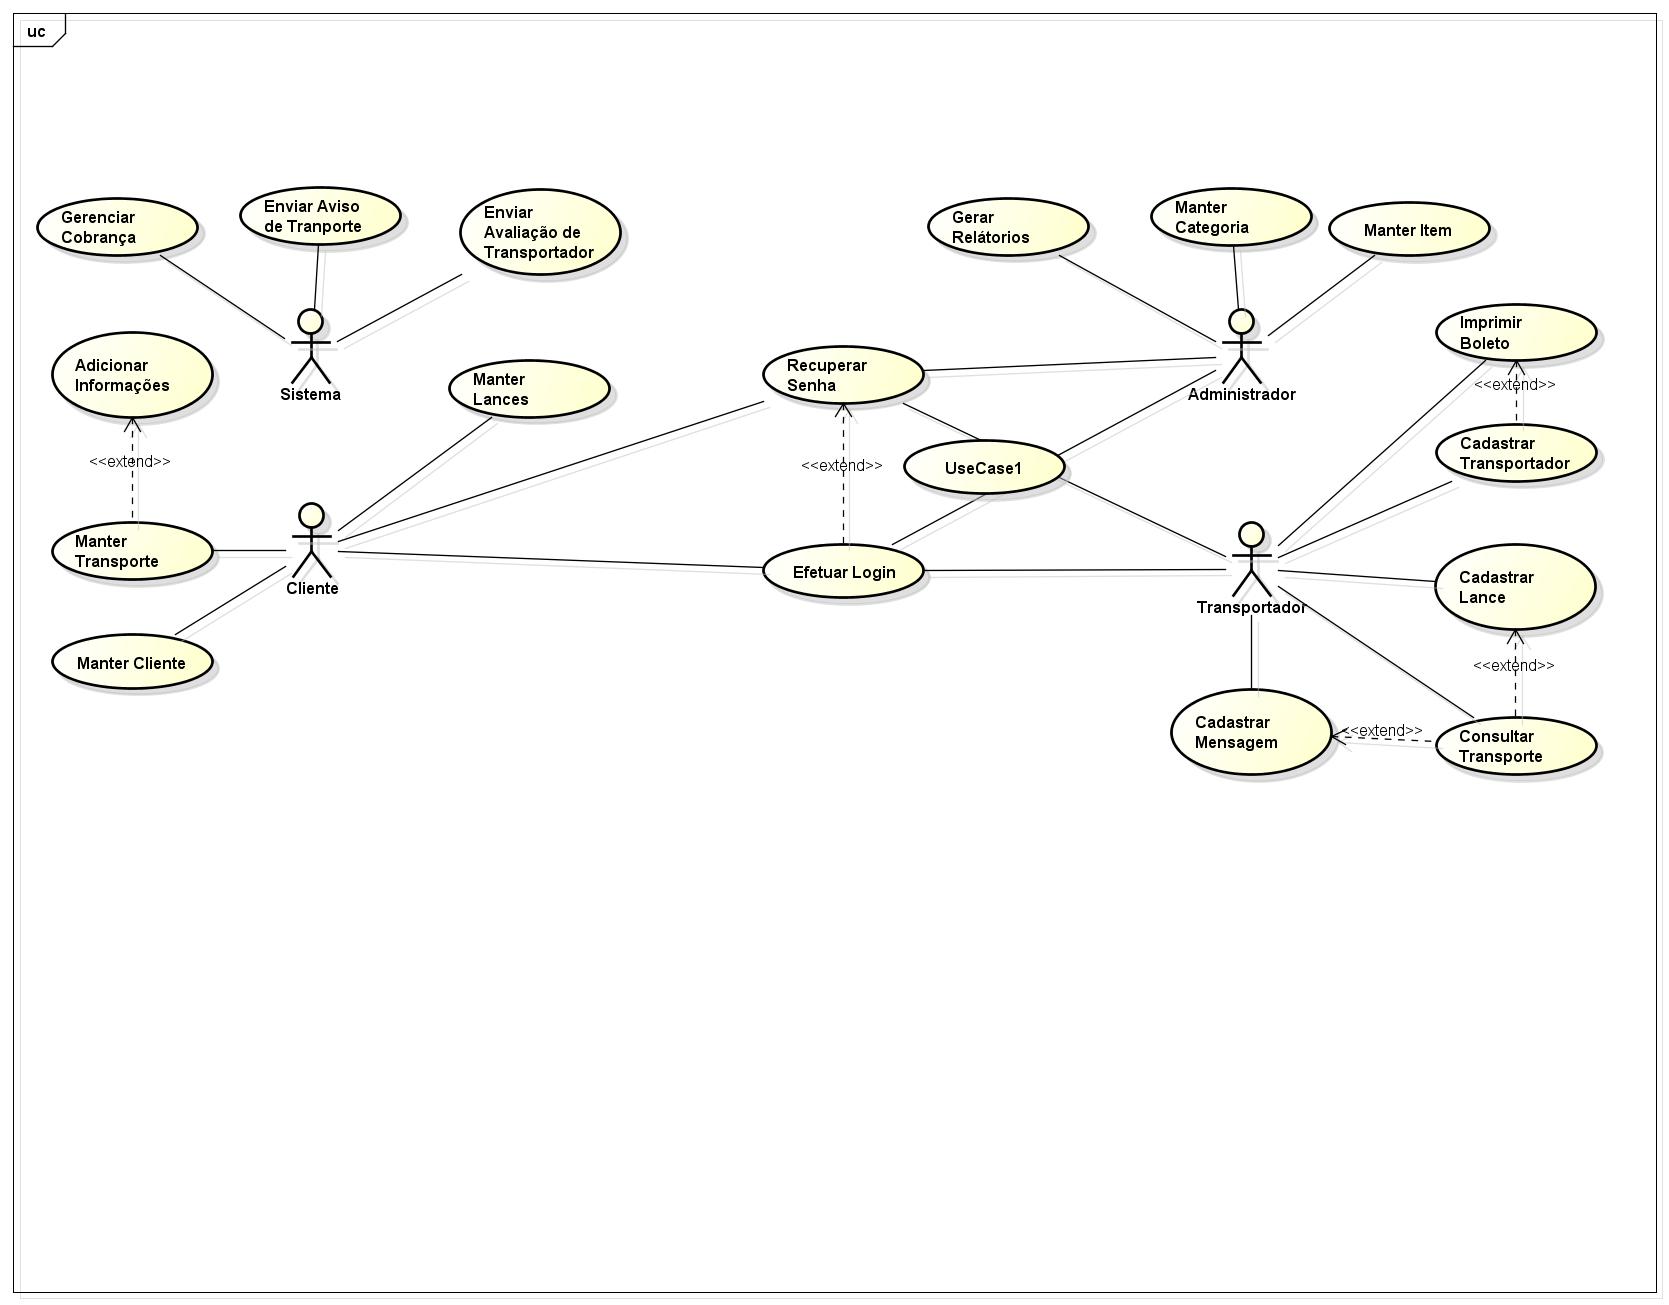 uc
Gerenciar
Cobrança
Enviar Aviso
de Tranporte
Enviar
Avaliação de
Transportador
Gerar
Relátorios
Manter
Categoria
Manter Item
Sistema
Administrador
Imprimir
Boleto
<<extend>>
Adicionar
Informações
Manter
Lances
Recuperar
Senha
Cadastrar
Transportador
<<extend>>
<<extend>>
UseCase1
Manter
Transporte
Cliente
Efetuar Login
Transportador
Cadastrar
Lance
Manter Cliente
<<extend>>
Cadastrar
Mensagem
<<extend>>
Consultar
Transporte